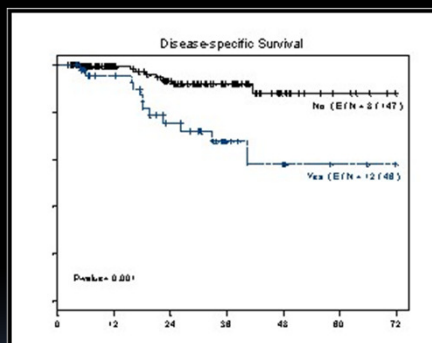 Disease-specific Survival
No (E/N = 8/147)
Yes (E/N = 12/48)
P-value= 0.001
0 12 24 36 48 60 72